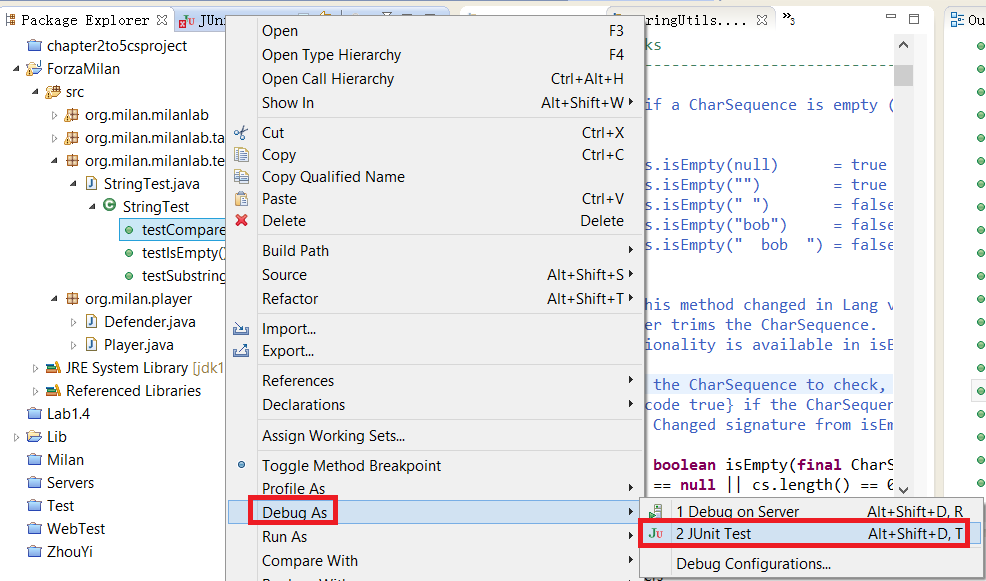 Package Explorer
JUn
chapter2to5csproject
ForzaMilan
src
org.milan.milanlab
org.milan.milanlab.ta
org.milan.milanlab.te
StringTest.java
StringTest
testCompare
testIsEmpty()
testSubstring
org.milan.player
Defender.java
Player.java
JRE System Library [jdk1
Referenced Libraries
Lab1.4
Lib
Milan
Servers
Test
WebTest
ZhouYi
Open F3
Open Type Hierarchy F4
Open Call Hierarchy Ctrl+Alt+H
Show In Alt+Shift+W
Cut Ctrl+X
Copy Ctrl+C
Copy Qualified Name
Paste Ctrl+V
Delete Delete
Build Path
Source Alt+Shift+S
Refactor Alt+Shift+T
Import...
Export...
References
Declarations
Assign Working Sets...
Toggle Method Breakpoint
Profile As
Debug As
Run As
Compare With
1 Debug on Server Alt+Shift+D, R
2 JUnit Test Alt+Shift+D, T
Debug Configurations...
ringUtils....
3
Ou
ks
if a CharSequence is empty (
s.isEmpty(null) = true
s.isEmpty("") = true
s.isEmpty(" ") = false
s.isEmpty("bob") = false
s.isEmpty("  bob  ") = false
his method changed in Lang v
er trims the CharSequence.
ionality is available in isB
the CharSequence to check,
code true} if the CharSequen
Changed signature from isEm
boolean isEmpty(final CharS
== null || cs.length() == 0